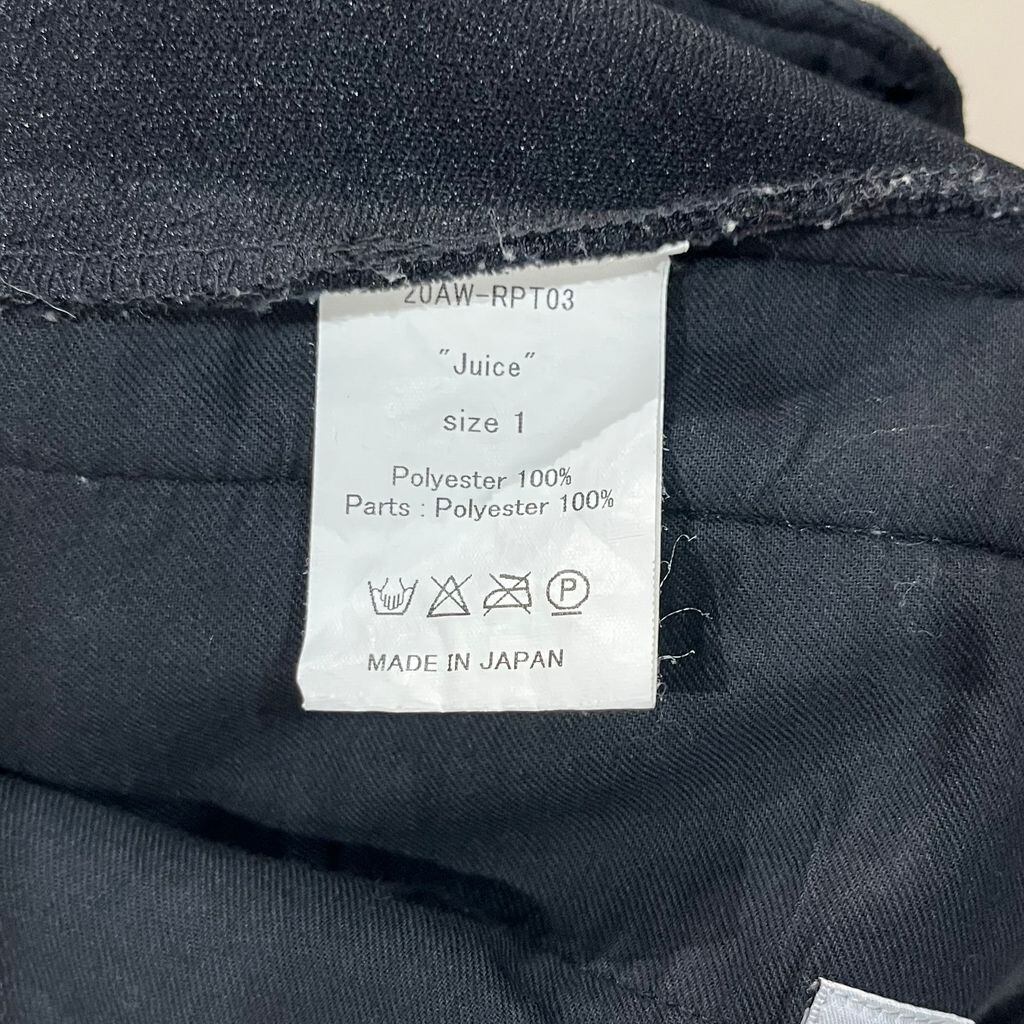 20AW-RPT03
"Juice"
size 1
Polyester 100%
Parts : Polyester 100%
P
MADE IN JAPAN